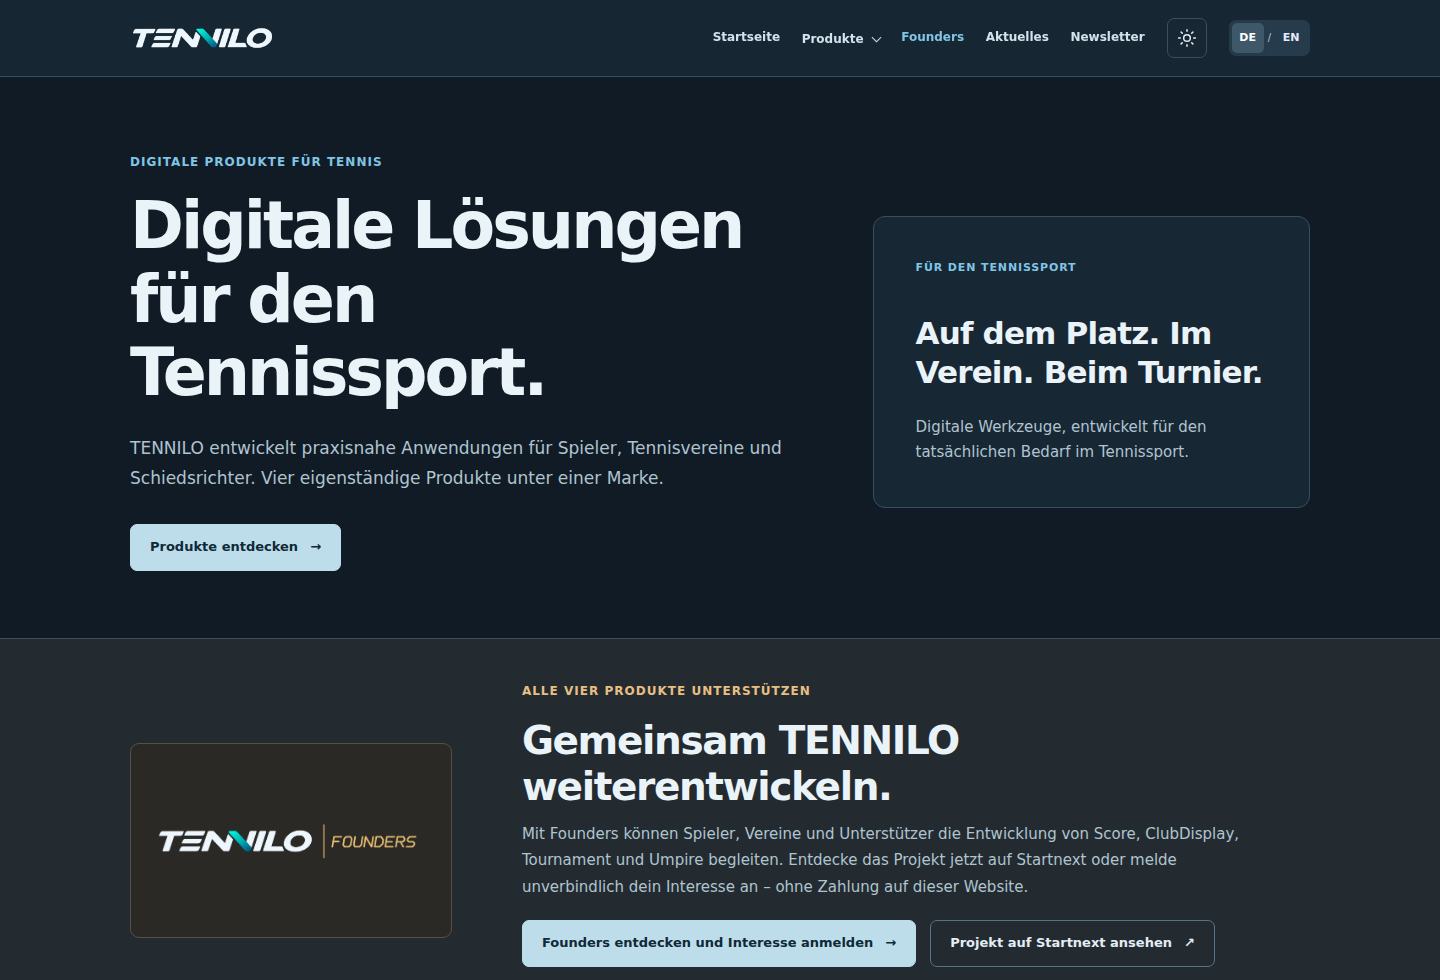 TENNILO
Startseite
Produkte
Founders
Aktuelles
Newsletter
DE / EN
DIGITALE PRODUKTE FÜR TENNIS
Digitale Lösungen
für den
Tennissport.
TENNILO entwickelt praxisnahe Anwendungen für Spieler, Tennisvereine und
Schiedsrichter. Vier eigenständige Produkte unter einer Marke.
Produkte entdecken →
FÜR DEN TENNISSPORT
Auf dem Platz. Im
Verein. Beim Turnier.
Digitale Werkzeuge, entwickelt für den
tatsächlichen Bedarf im Tennissport.
TENNILO | FOUNDERS
ALLE VIER PRODUKTE UNTERSTÜTZEN
Gemeinsam TENNILO
weiterentwickeln.
Mit Founders können Spieler, Vereine und Unterstützer die Entwicklung von Score, ClubDisplay,
Tournament und Umpire begleiten. Entdecke das Projekt jetzt auf Startnext oder melde
unverbindlich dein Interesse an – ohne Zahlung auf dieser Website.
Founders entdecken und Interesse anmelden →
Projekt auf Startnext ansehen ↗